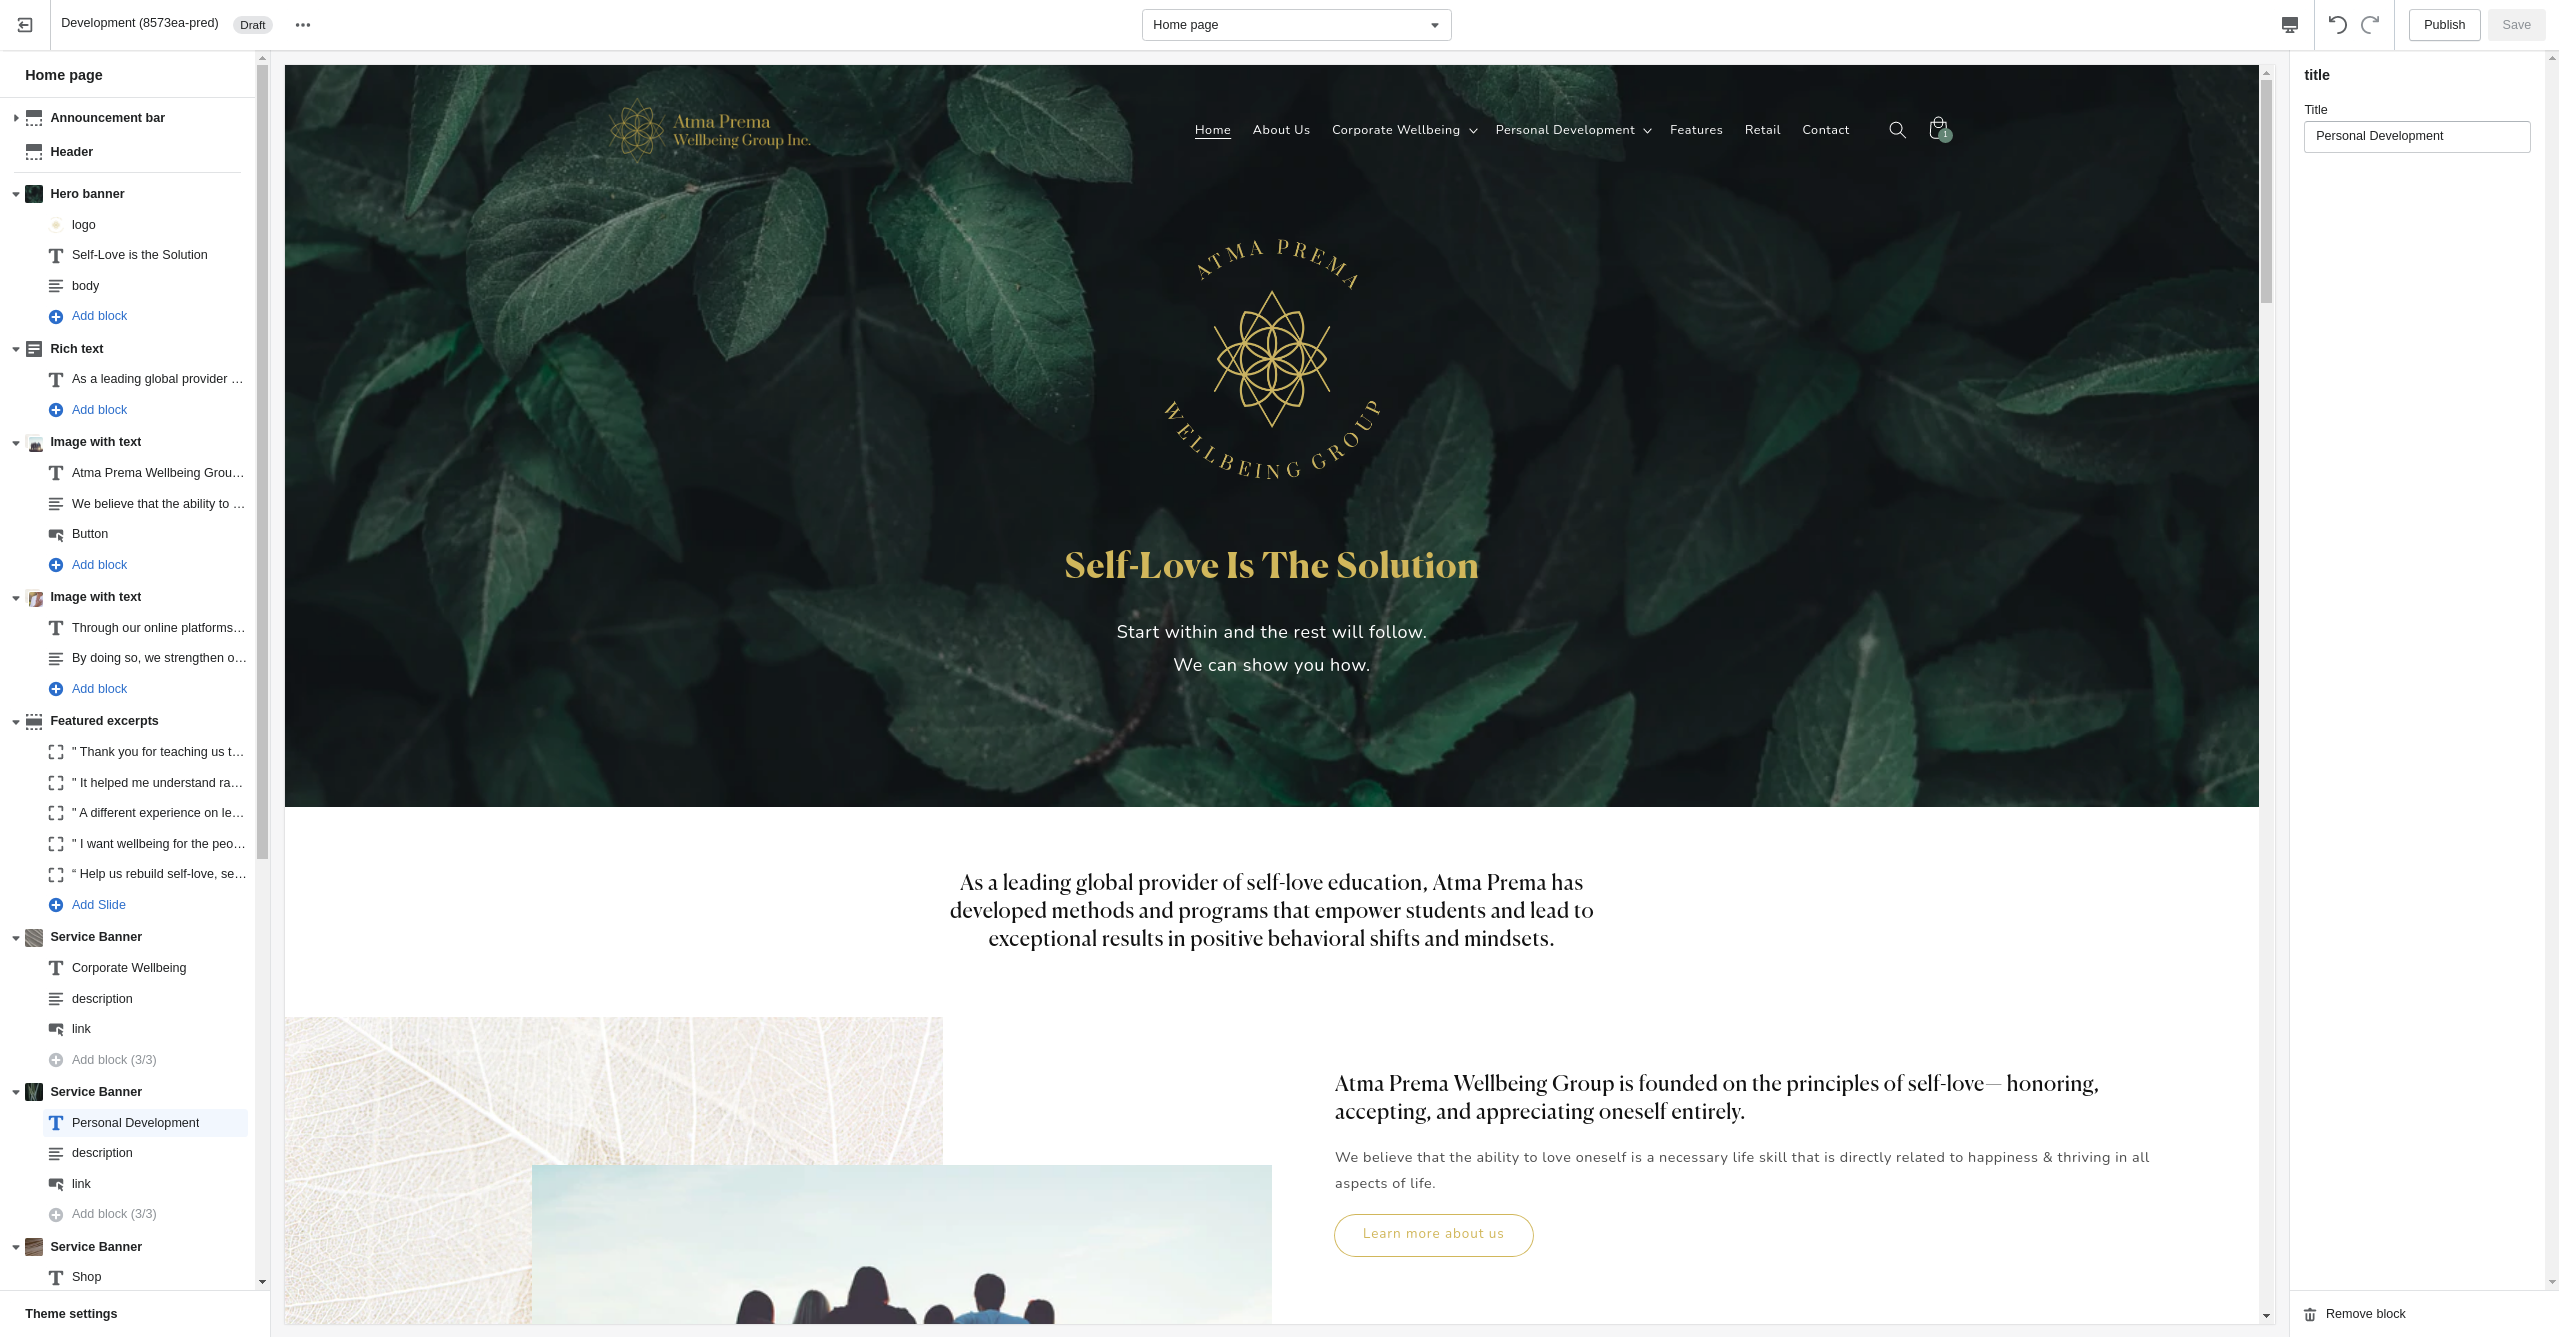 Development (8573ea-pred)
Draft
Home page
Publish
Save
Home page
Announcement bar
Header
Hero banner
logo
Self-Love is the Solution
body
Add block
Rich text
As a leading global provider …
Add block
Image with text
Atma Prema Wellbeing Grou…
We believe that the ability to …
Button
Add block
Image with text
Through our online platforms…
By doing so, we strengthen o…
Add block
Featured excerpts
" Thank you for teaching us t…
" It helped me understand ra…
" A different experience on le…
" I want wellbeing for the peo…
“ Help us rebuild self-love, se…
Add Slide
Service Banner
Corporate Wellbeing
description
link
Add block (3/3)
Service Banner
Personal Development
description
link
Add block (3/3)
Service Banner
Shop
Theme settings
Atma Prema
Wellbeing Group Inc.
Home
About Us
Corporate Wellbeing
Personal Development
Features
Retail
Contact
1
ATMA PREMA
WELLBEING GROUP
Self-Love Is The Solution
Start within and the rest will follow.
We can show you how.
As a leading global provider of self-love education, Atma Prema has
developed methods and programs that empower students and lead to
exceptional results in positive behavioral shifts and mindsets.
Atma Prema Wellbeing Group is founded on the principles of self-love— honoring,
accepting, and appreciating oneself entirely.
We believe that the ability to love oneself is a necessary life skill that is directly related to happiness & thriving in all
aspects of life.
Learn more about us
title
Title
Personal Development
Remove block